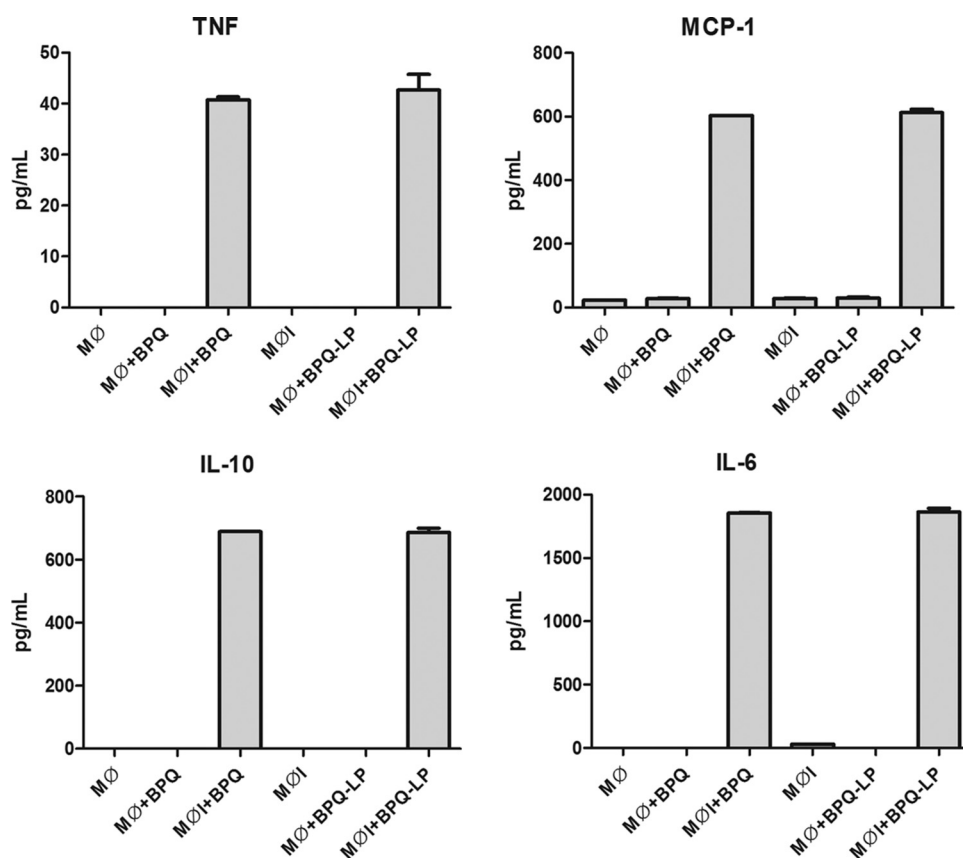 TNF
50
40
30
20
10
0
pg/mL
MØ
MØ+BPQ
MØI+BPQ
MØI
MØ+BPQ-LP
MØI+BPQ-LP
MCP-1
800
600
400
200
0
pg/mL
MØ
MØ+BPQ
MØI+BPQ
MØI
MØ+BPQ-LP
MØI+BPQ-LP
IL-10
800
600
400
200
0
pg/mL
MØ
MØ+BPQ
MØI+BPQ
MØI
MØ+BPQ-LP
MØI+BPQ-LP
IL-6
2000
1500
1000
500
0
pg/mL
MØ
MØ+BPQ
MØI+BPQ
MØI
MØ+BPQ-LP
MØI+BPQ-LP